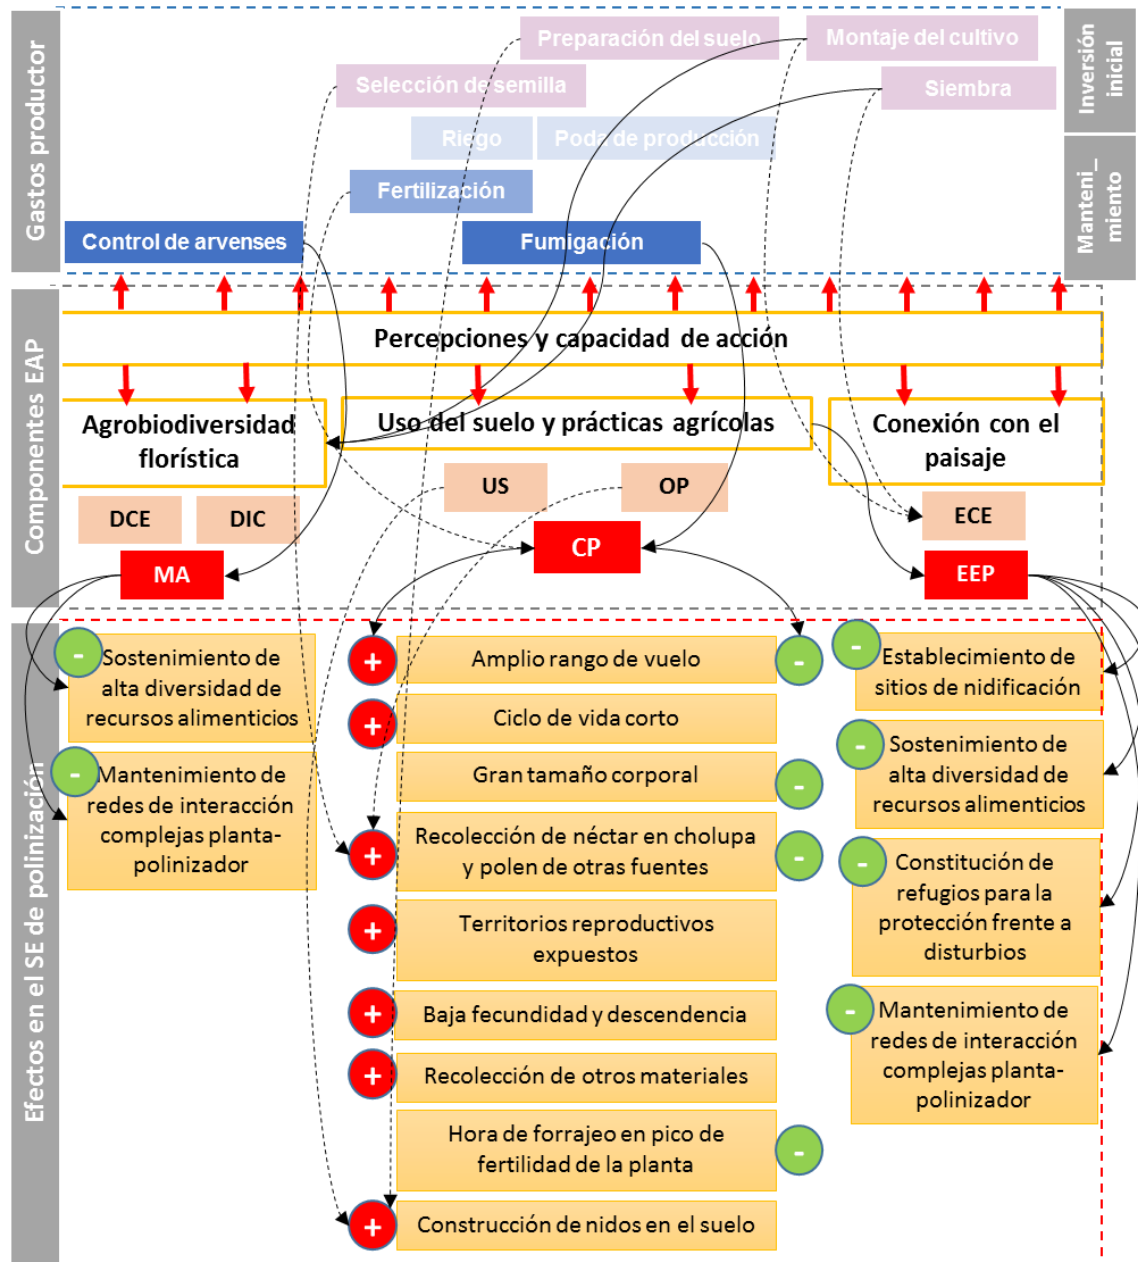 Gastos productor
Preparación del suelo
Montaje del cultivo
Selección de semilla
Siembra
Inversión
inicial
Riego
Poda de producción
Fertilización
Manteni_
miento
Control de arvenses
Fumigación
Componentes EAP
Percepciones y capacidad de acción
Agrobiodiversidad
florística
Uso del suelo y prácticas agrícolas
Conexión con el
paisaje
DCE
DIC
US
OP
ECE
MA
CP
EEP
Efectos en el SE de polinización
-
Sostenimiento de
alta diversidad de
recursos alimenticios
-
Mantenimiento de
redes de interacción
complejas planta-
polinizador
+
Amplio rango de vuelo
-
+
Ciclo de vida corto
Gran tamaño corporal
-
+
Recolección de néctar en cholupa
y polen de otras fuentes
-
+
Territorios reproductivos
expuestos
+
Baja fecundidad y descendencia
+
Recolección de otros materiales
Hora de forrajeo en pico de
fertilidad de la planta
-
+
Construcción de nidos en el suelo
-
Establecimiento de
sitios de nidificación
-
Sostenimiento de
alta diversidad de
recursos alimenticios
-
Constitución de
refugios para la
protección frente a
disturbios
-
Mantenimiento de
redes de interacción
complejas planta-
polinizador